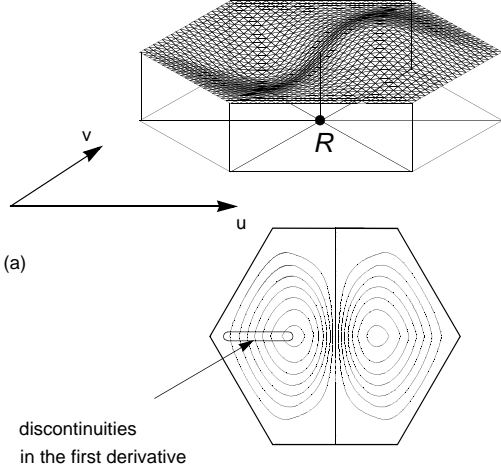 R
v
u
(a)
discontinuities
in the first derivative